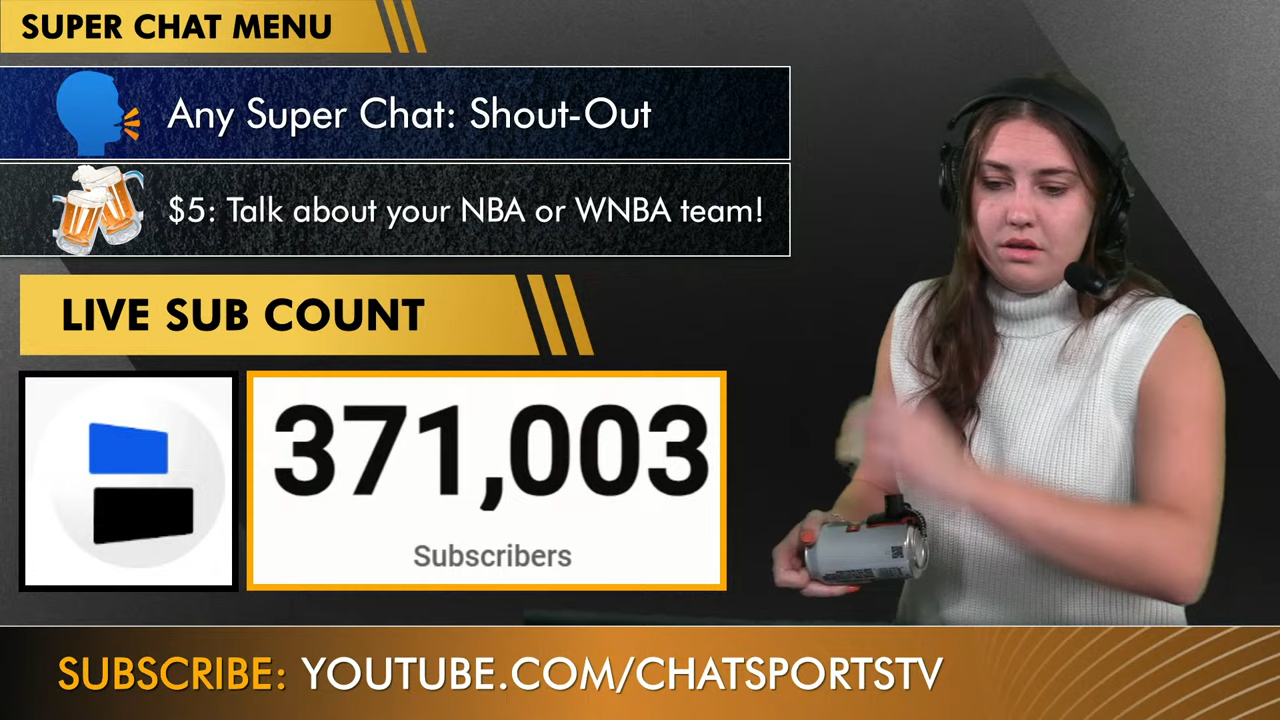 SUPER CHAT MENU
Any Super Chat: Shout-Out
$5: Talk about your NBA or WNBA team!
LIVE SUB COUNT
371,003
Subscribers
SUBSCRIBE: YOUTUBE.COM/CHATSPORTSTV